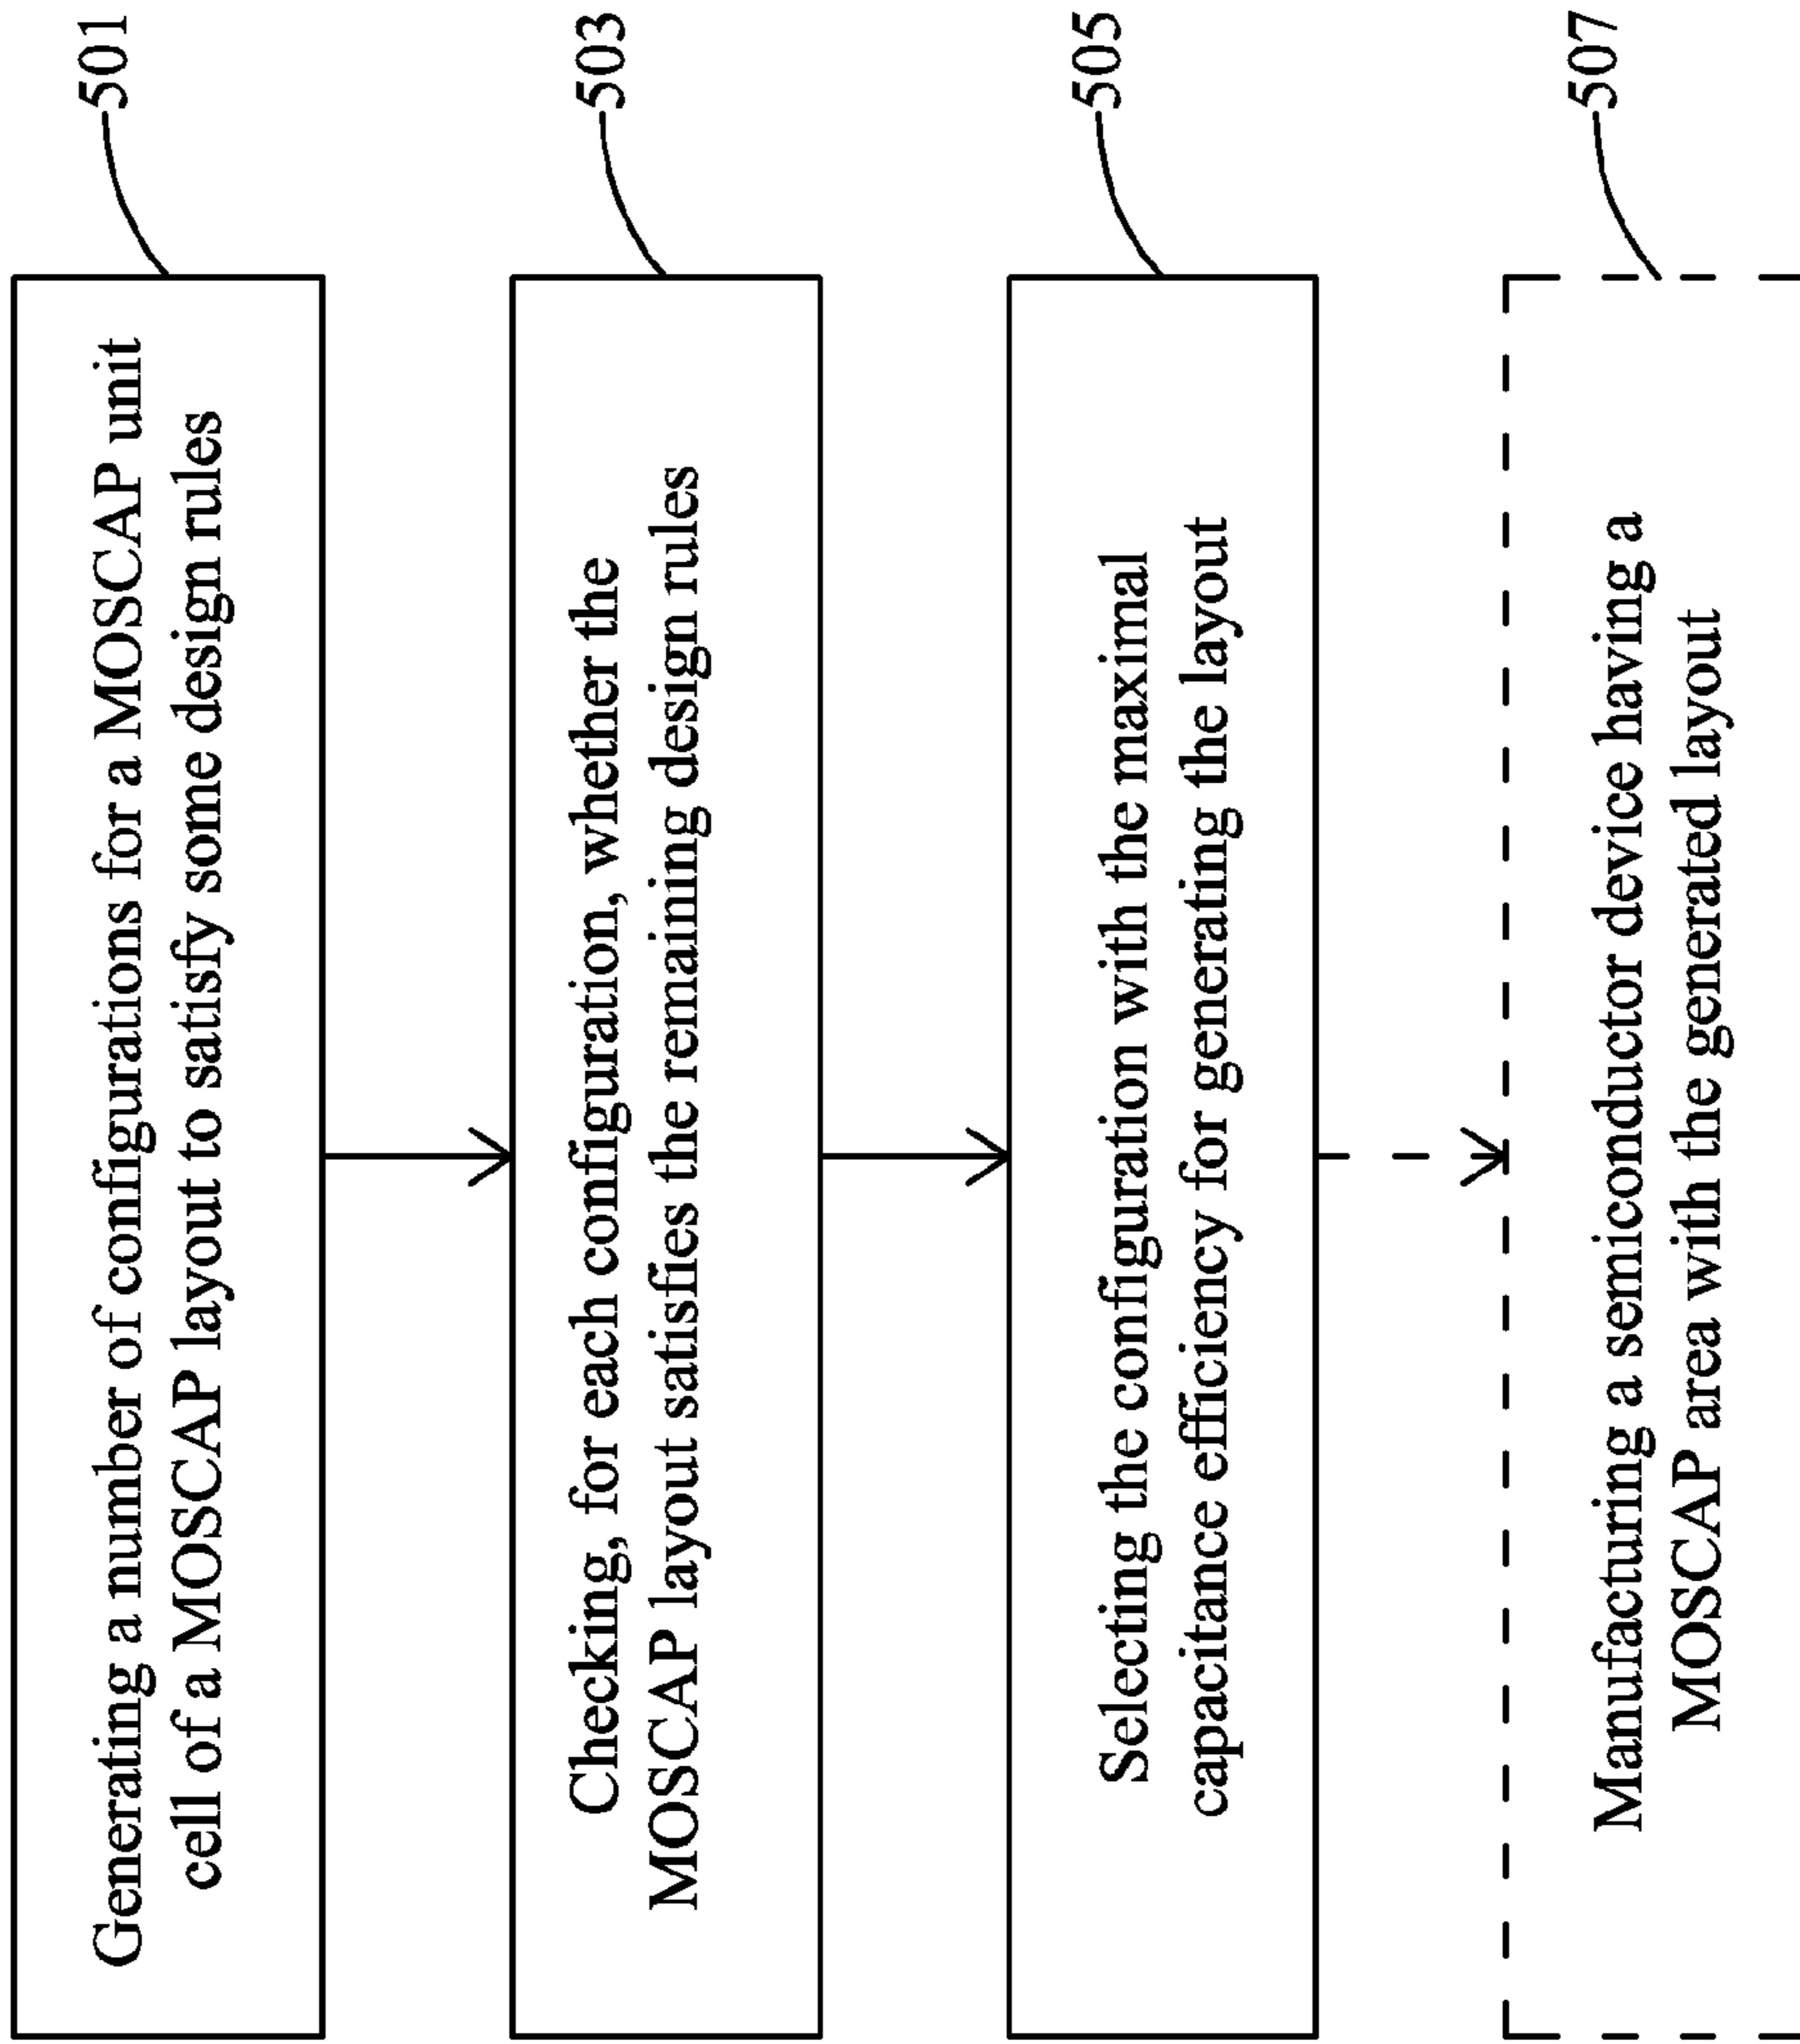 Generating a number of configurations for a MOSCAP unit
cell of a MOSCAP layout to satisfy some design rules
501
Checking, for each configuration, whether the
MOSCAP layout satisfies the remaining design rules
503
Selecting the configuration with the maximal
capacitance efficiency for generating the layout
505
Manufacturing a semiconductor device having a
MOSCAP area with the generated layout
507